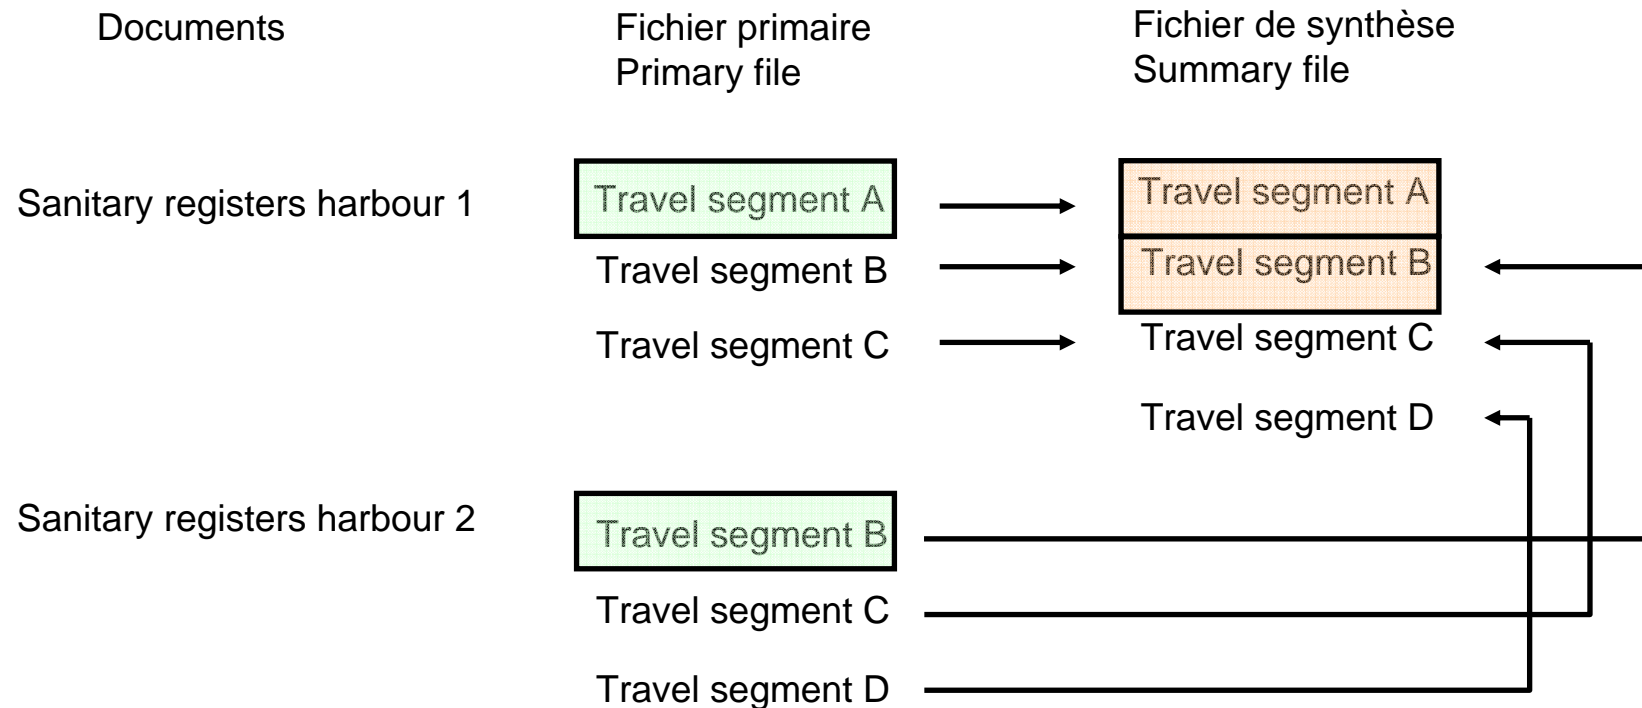 Documents
Fichier primaire
Primary file
Fichier de synthèse
Summary file
Sanitary registers harbour 1
Travel segment A
Travel segment A
Travel segment B
Travel segment B
Travel segment C
Travel segment C
Travel segment D
Sanitary registers harbour 2
Travel segment B
Travel segment C
Travel segment D